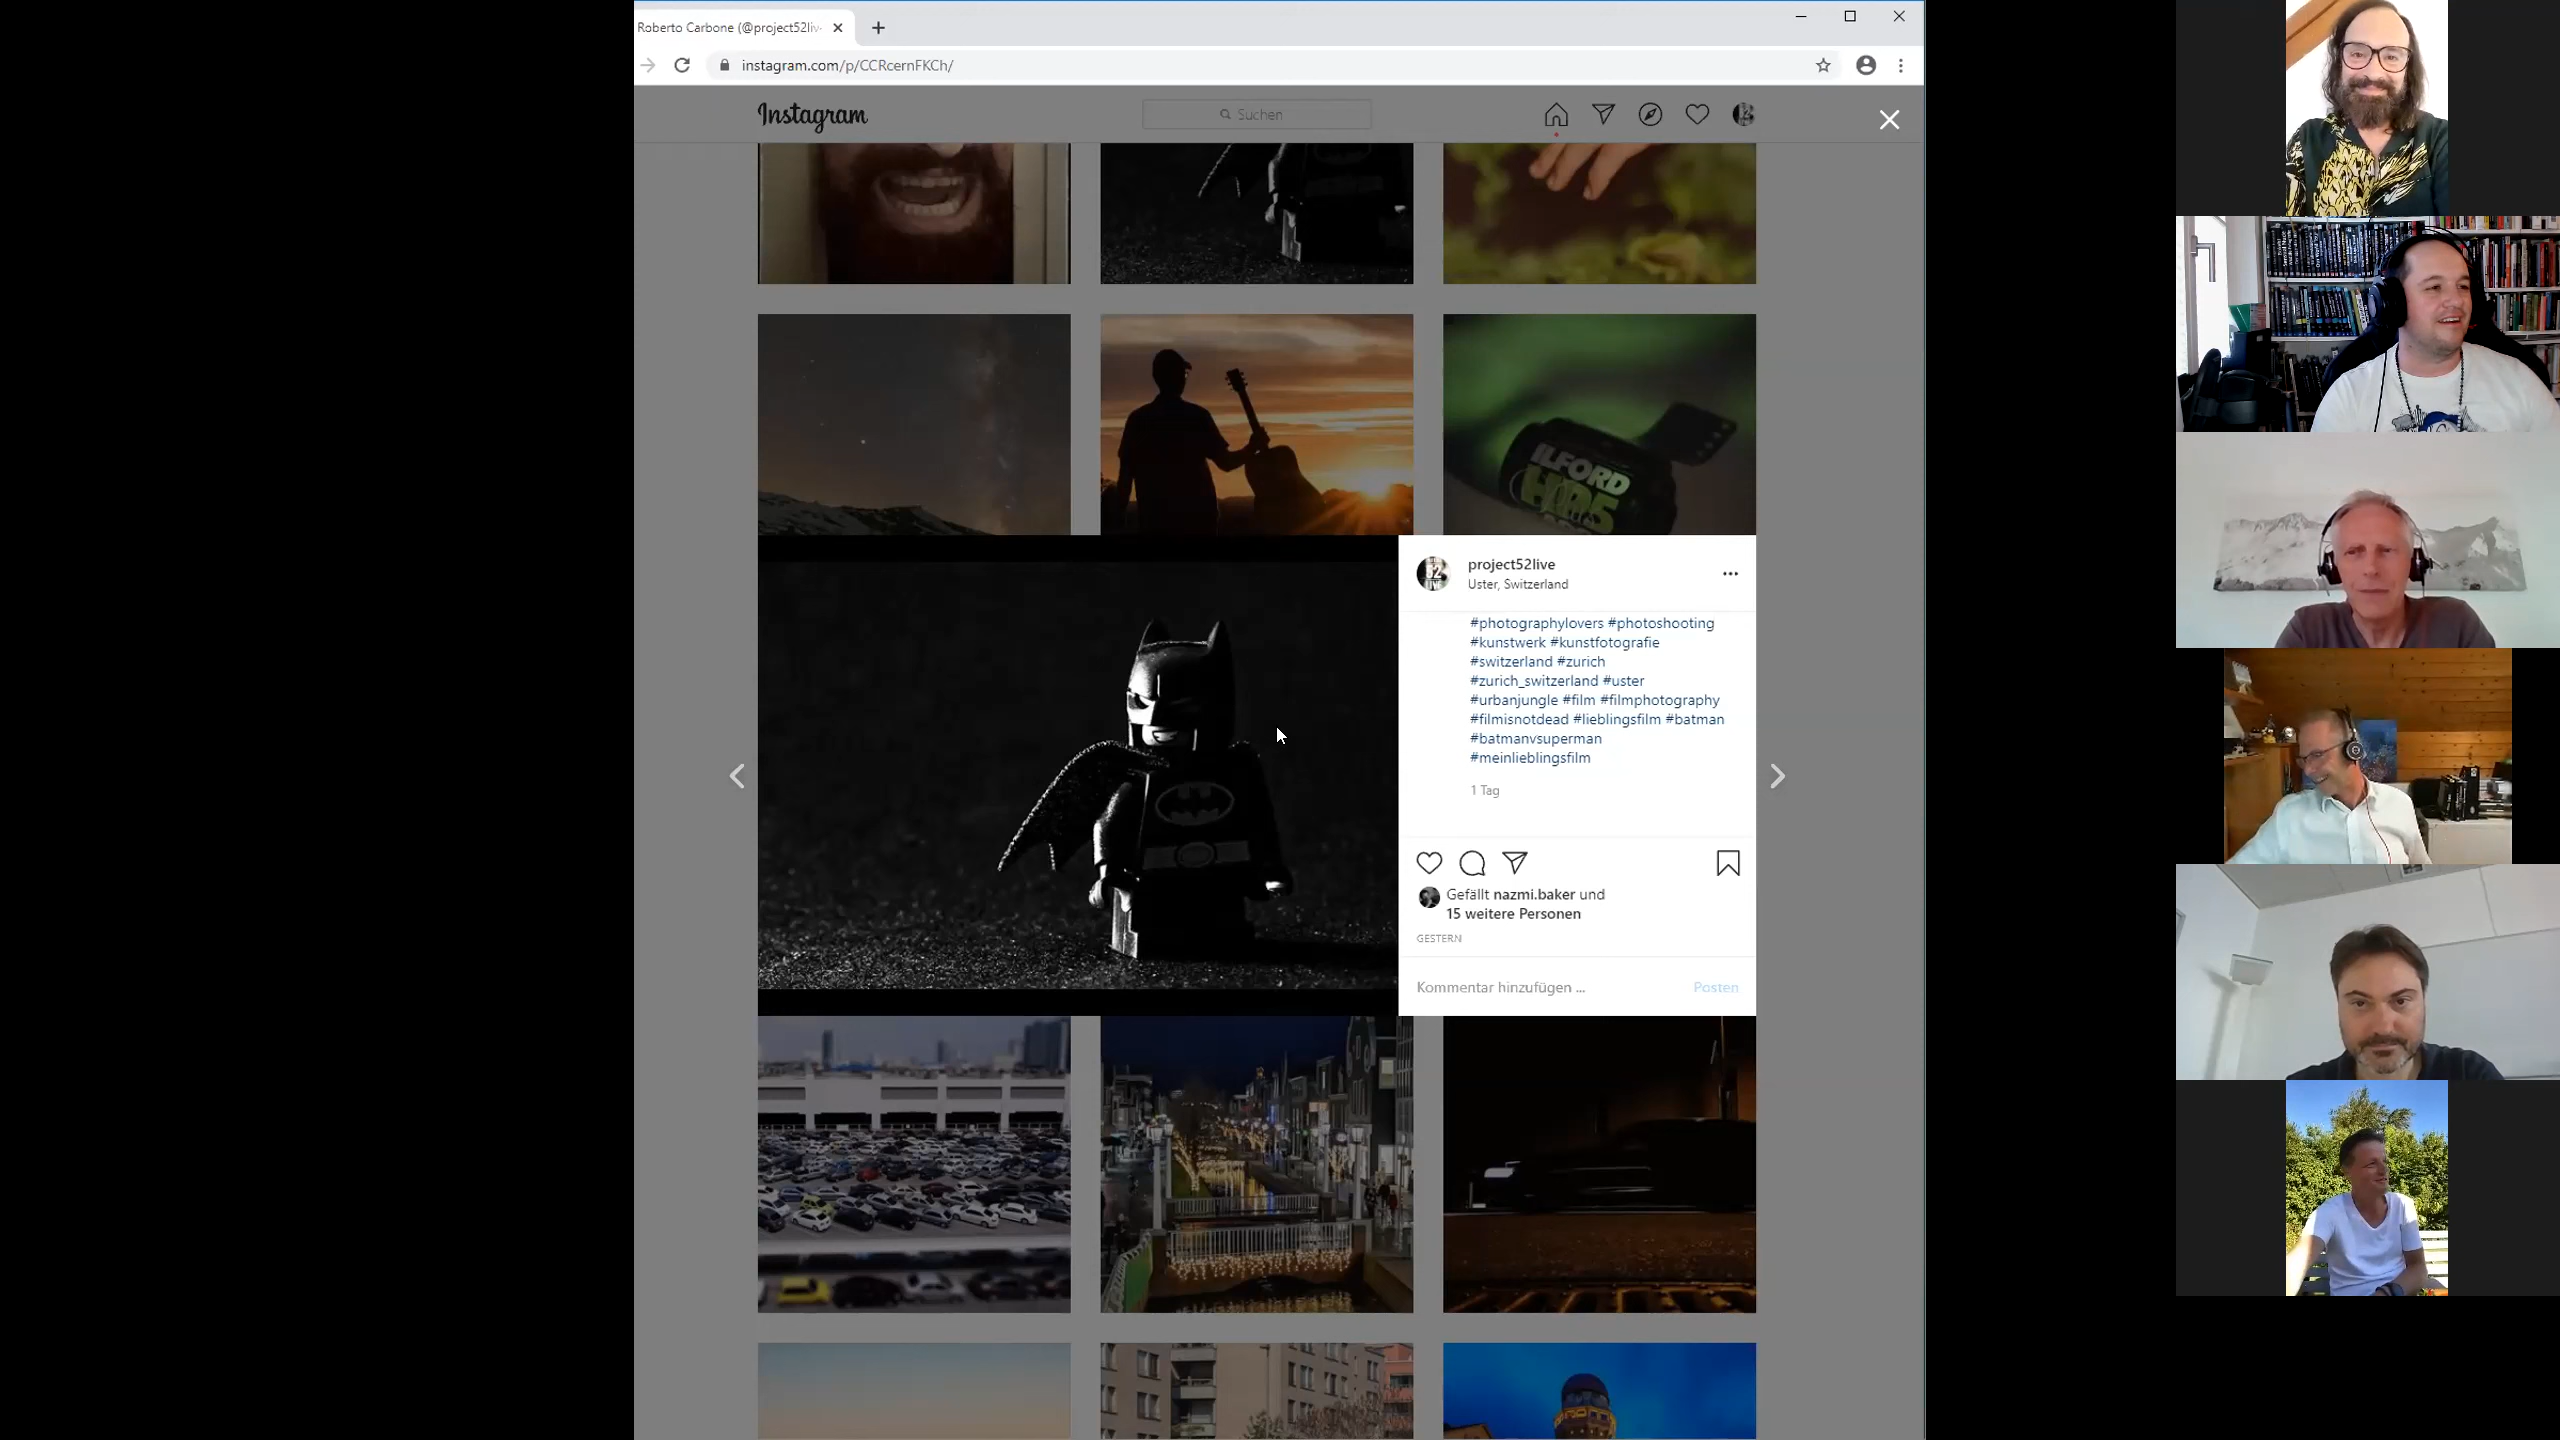 Roberto Carbone (@project52liv
instagram.com/p/CCRcernFKCh/
Instagram
Suchen
ILFORD
HP5
project52live
Uster, Switzerland
#photographylovers #photoshooting
#kunstwerk #kunstfotografie
#switzerland #zurich
#zurich_switzerland #uster
#urbanjungle #film #filmphotography
#filmisnotdead #lieblingsfilm #batman
#batmanvsuperman
#meinlieblingsfilm
1 Tag
Gefällt nazmi.baker und
15 weitere Personen
GESTERN
Kommentar hinzufügen ...
Posten